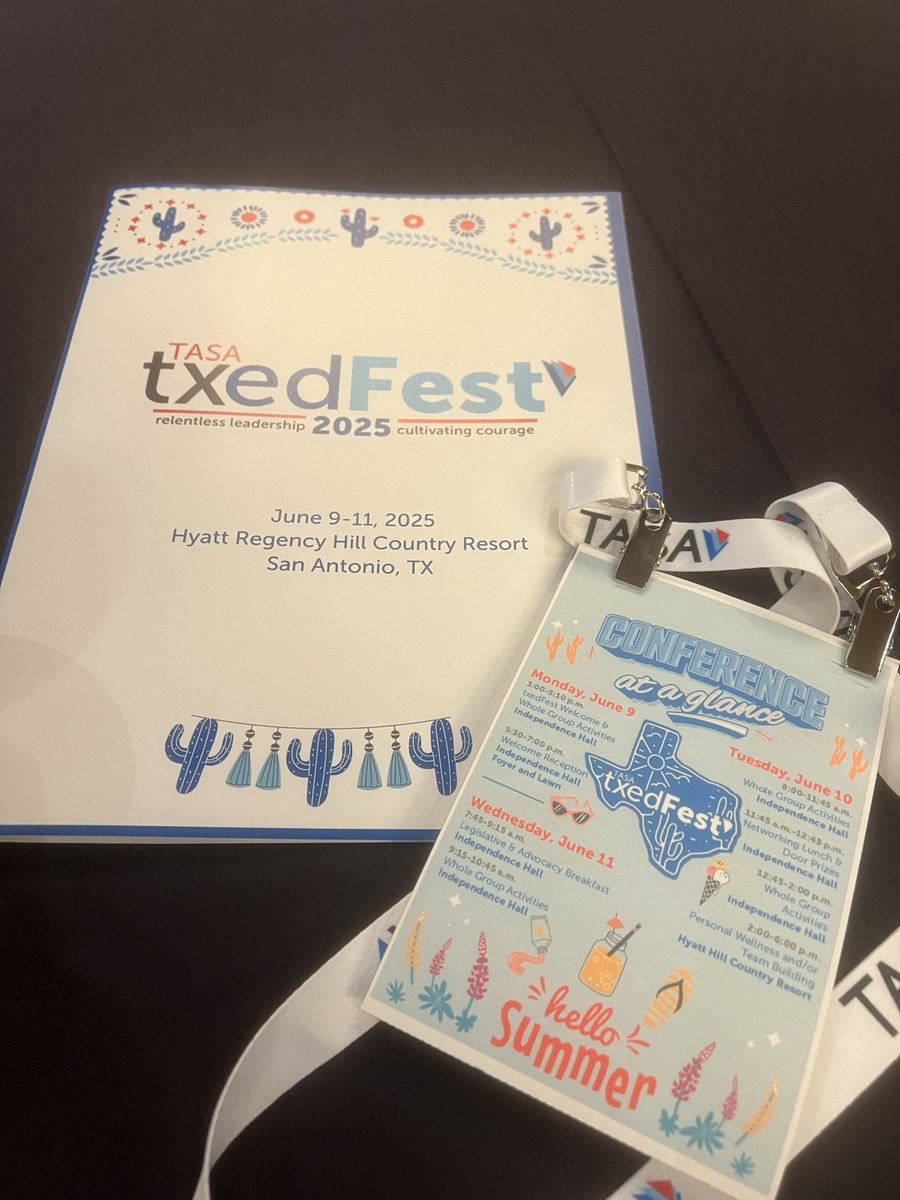 TASA
txedFest
relentless leadership 2025 cultivating courage
June 9-11, 2025
Hyatt Regency Hill Country Resort
San Antonio, TX
TASA
CONFERENCE
at a glance
Monday, June 9
3:00-5:10 p.m.
txedFest Welcome &
Whole Group Activities
Independence Hall
5:30-7:00 p.m.
Welcome Reception
Independence Hall
Foyer and Lawn
Wednesday, June 11
7:45-9:15 a.m.
Legislative & Advocacy Breakfast
Independence Hall
9:15-10:45 a.m.
Whole Group Activities
Independence Hall
TASA
txedFest
Tuesday, June 10
8:00-11:45 a.m.
Whole Group Activities
Independence Hall
11:45 a.m.-12:45 p.m.
Networking Lunch &
Door Prizes
Independence Hall
12:45-2:00 p.m.
Whole Group
Activities
Independence Hall
2:00-6:00 p.m.
Personal Wellness and/or
Team Building
Hyatt Hill Country Resort
hello
Summer
TA